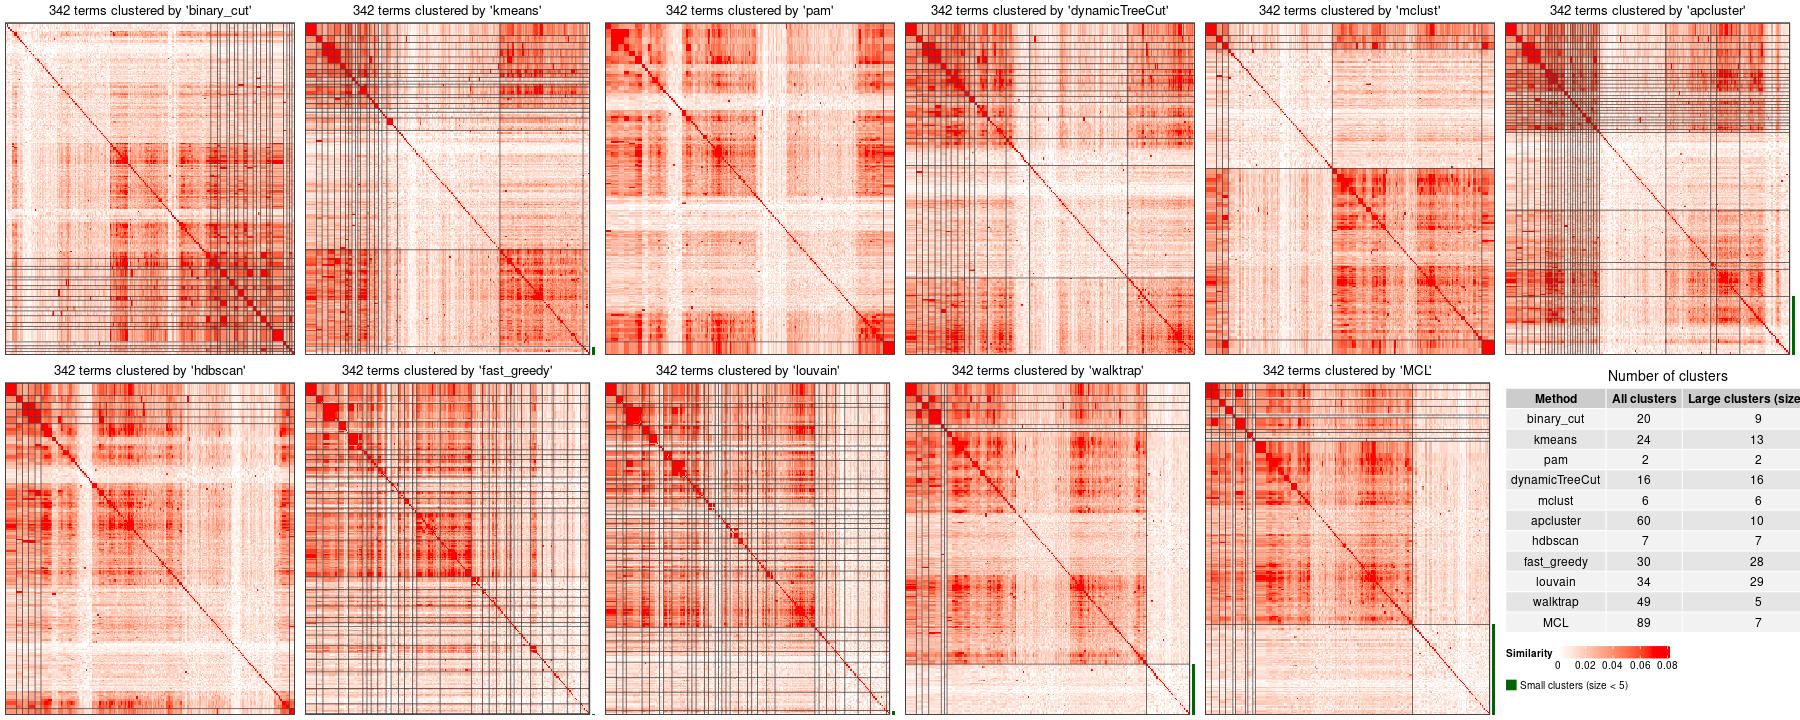 342 terms clustered by 'binary_cut'
342 terms clustered by 'kmeans'
342 terms clustered by 'pam'
342 terms clustered by 'dynamicTreeCut'
342 terms clustered by 'mclust'
342 terms clustered by 'apcluster'
342 terms clustered by 'hdbscan'
342 terms clustered by 'fast_greedy'
342 terms clustered by 'louvain'
342 terms clustered by 'walktrap'
342 terms clustered by 'MCL'
Number of clusters
Method All clusters Large clusters (size
binary_cut 20 9
kmeans 24 13
pam 2 2
dynamicTreeCut 16 16
mclust 6 6
apcluster 60 10
hdbscan 7 7
fast_greedy 30 28
louvain 34 29
walktrap 49 5
MCL 89 7
Similarity
0 0.02 0.04 0.06 0.08
Small clusters (size < 5)